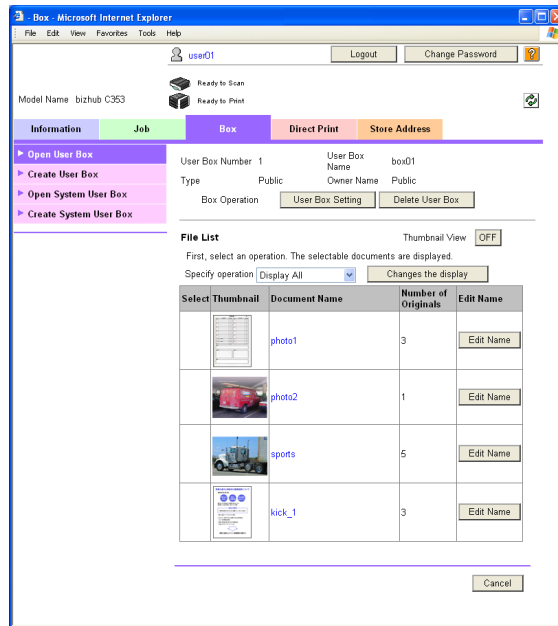 - Box - Microsoft Internet Explorer
File Edit View Favorites Tools Help
user01 Logout Change Password ?
Ready to Scan
Model Name bizhub C353 Ready to Print
Information Job Box Direct Print Store Address
Open User Box
Create User Box
Open System User Box
Create System User Box
User Box Number 1 User Box Name box01
Type Public Owner Name Public
Box Operation User Box Setting Delete User Box
File List Thumbnail View OFF
First, select an operation. The selectable documents are displayed.
Specify operation Display All Changes the display
Select Thumbnail Document Name Number of Originals Edit Name
photo1 3 Edit Name
photo2 1 Edit Name
sports 5 Edit Name
kick_1 3 Edit Name
Cancel